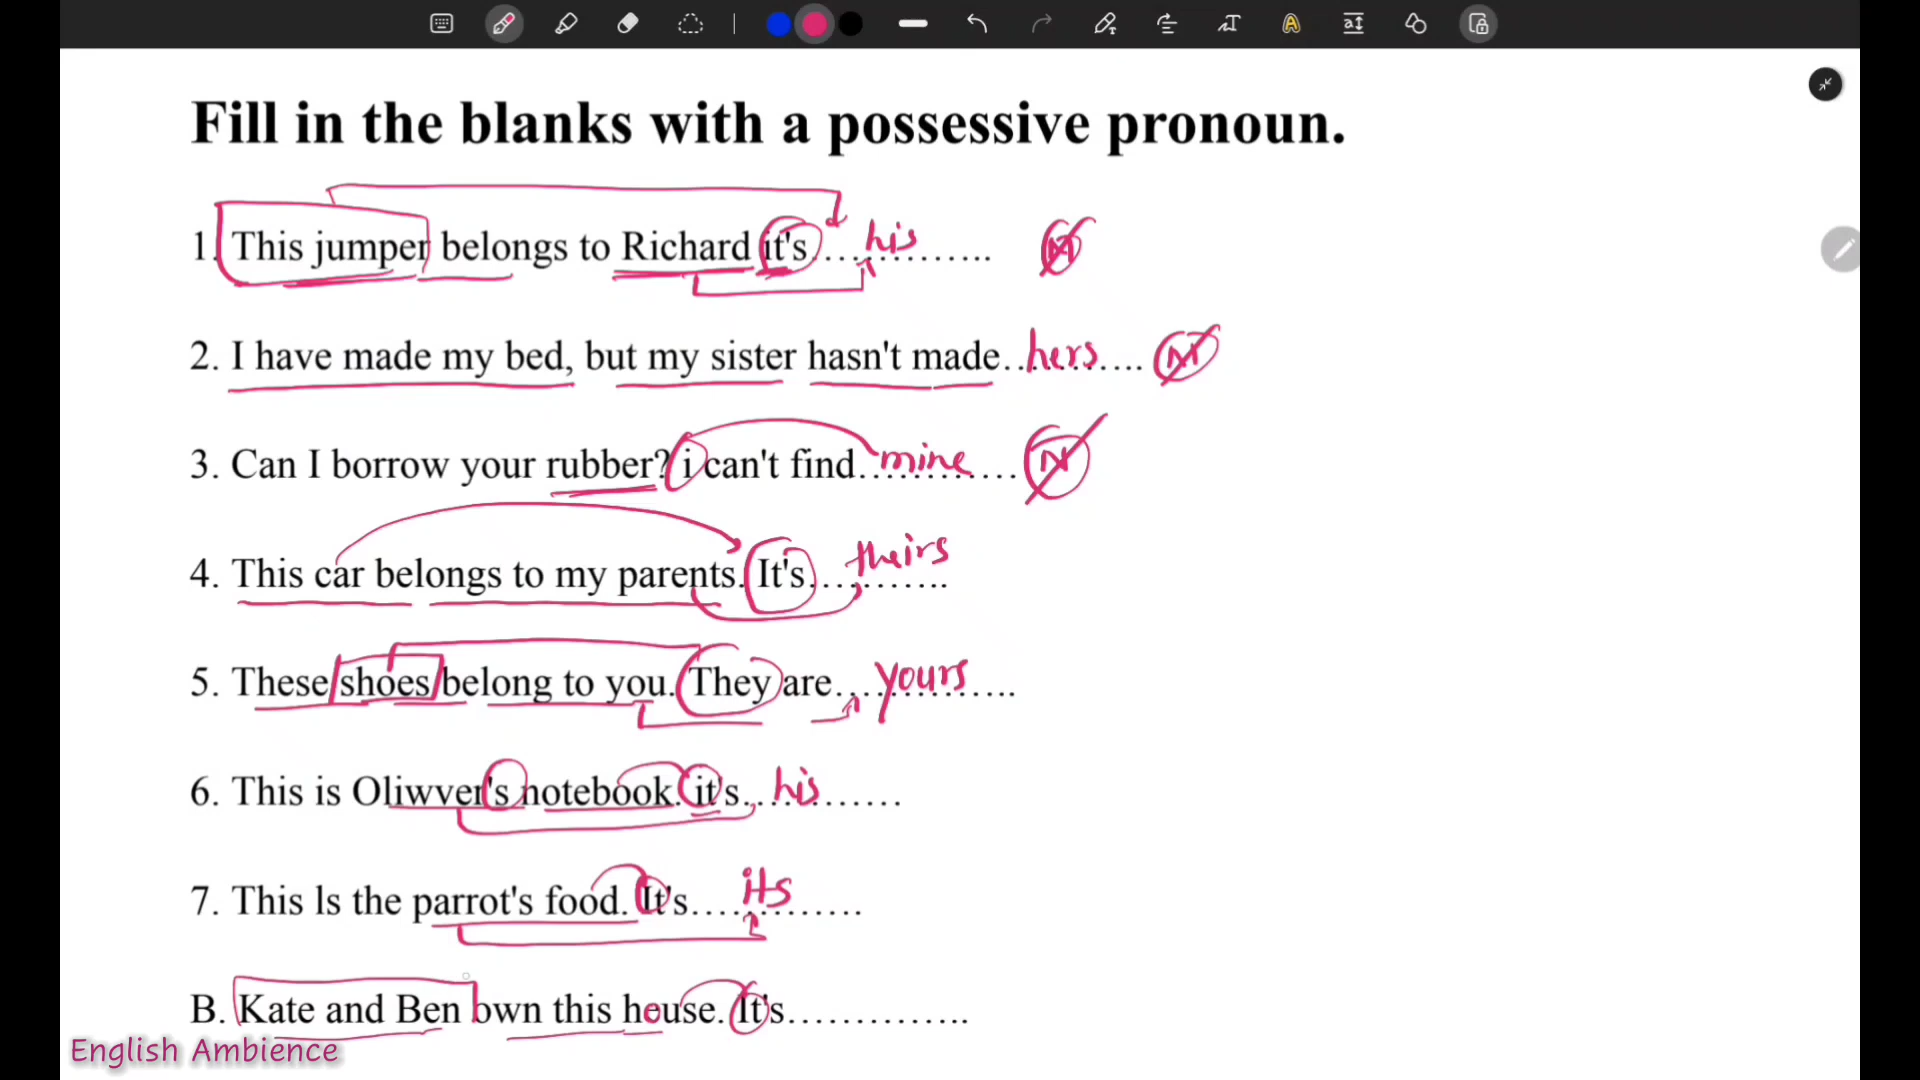 Fill in the blanks with a possessive pronoun.
1. This jumper belongs to Richard it's...his............
2. I have made my bed, but my sister hasn't made..hers.... N
3. Can I borrow your rubber? i can't find.mine........... N
4. This car belongs to my parents. It's...theirs.......
5. These shoes belong to you. They are...yours..........
6. This is Oliwver's notebook. it's...his........
7. This ls the parrot's food. It's....its.........
B. Kate and Ben own this house. It's..............
English Ambience